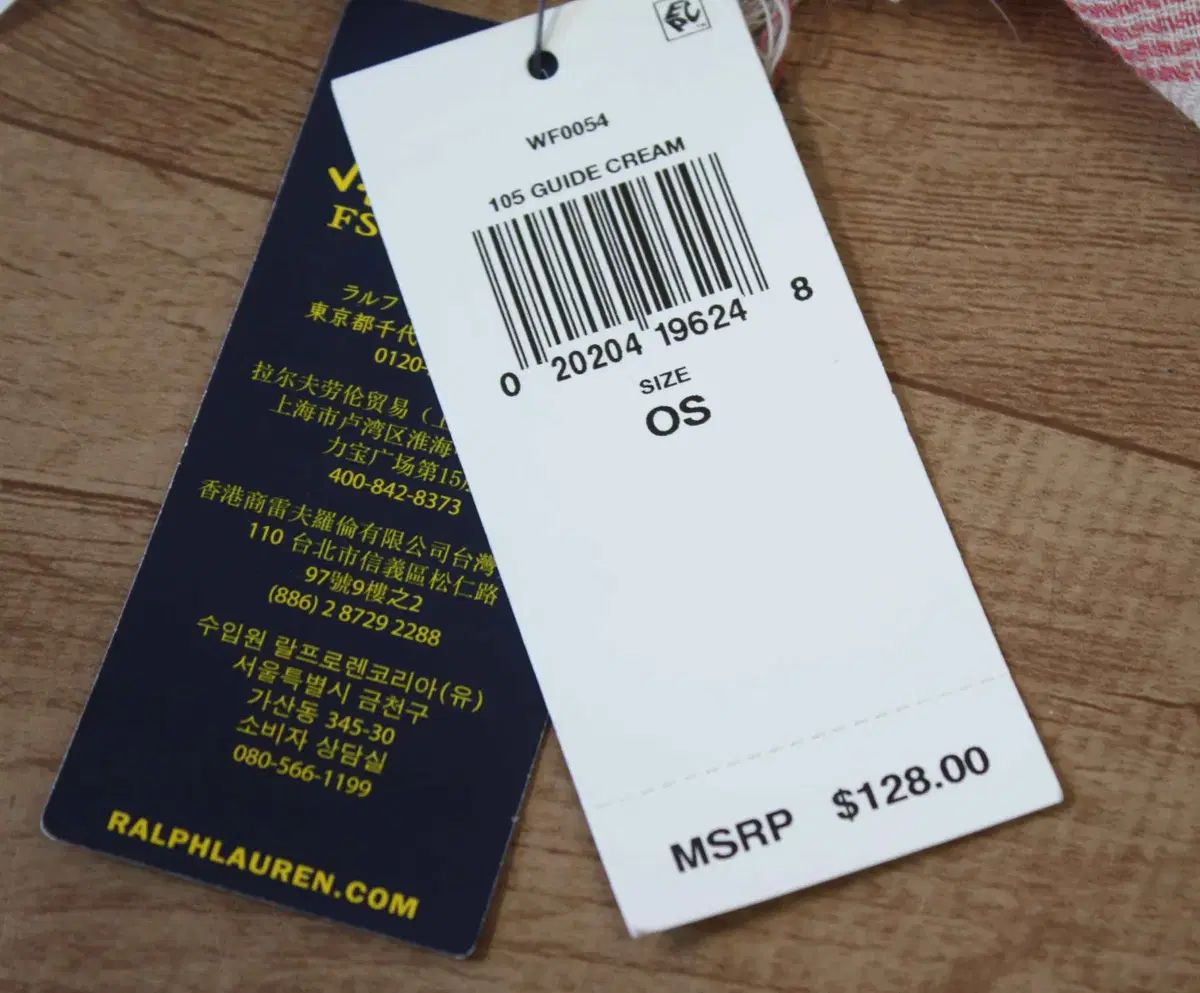 WF0054
105 GUIDE CREAM
0 20204 19624 8
SIZE
OS
MSRP $128.00
FS
ラルフ
東京都千代
0120-
拉尔夫劳伦贸易（上
上海市卢湾区淮海
力宝广场第15
400-842-8373
香港商雷夫羅倫有限公司台灣
110 台北市信義區松仁路
97號9樓之2
(886) 2 8729 2288
수입원 랄프로렌코리아(유)
서울특별시 금천구
가산동 345-30
소비자 상담실
080-566-1199
RALPHLAUREN.COM